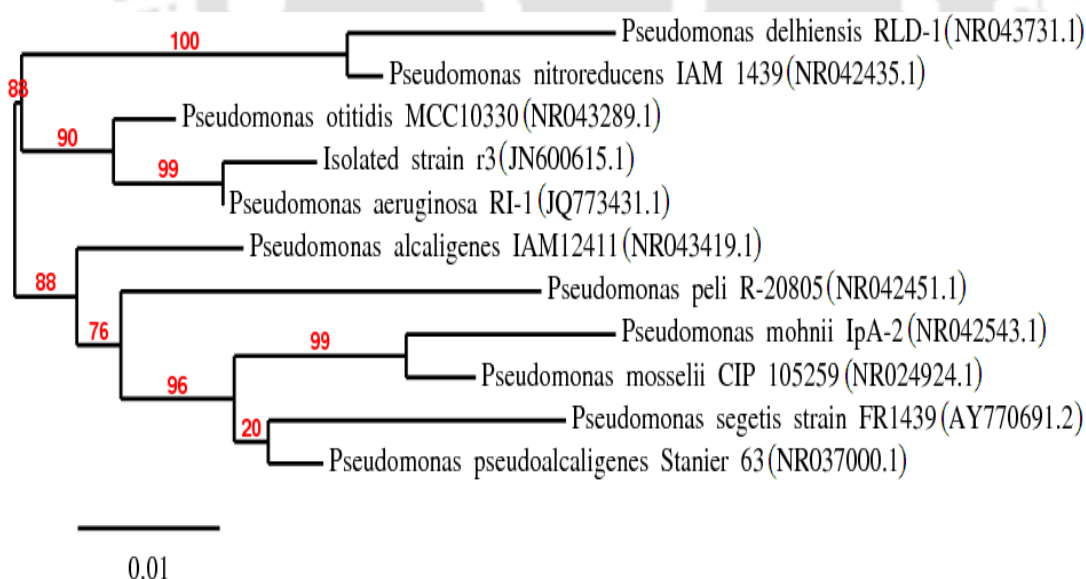 100
Pseudomonas delhiensis RLD-1(NR043731.1)
Pseudomonas nitroreducens IAM 1439(NR042435.1)
88
Pseudomonas otitidis MCC10330(NR043289.1)
90
99
Isolated strain r3(JN600615.1)
Pseudomonas aeruginosa RI-1(JQ773431.1)
Pseudomonas alcaligenes IAM12411(NR043419.1)
88
Pseudomonas peli R-20805(NR042451.1)
76
99
Pseudomonas mohnii IpA-2(NR042543.1)
Pseudomonas mosselii CIP 105259(NR024924.1)
96
20
Pseudomonas segetis strain FR1439(AY770691.2)
Pseudomonas pseudoalcaligenes Stanier 63(NR037000.1)
0.01